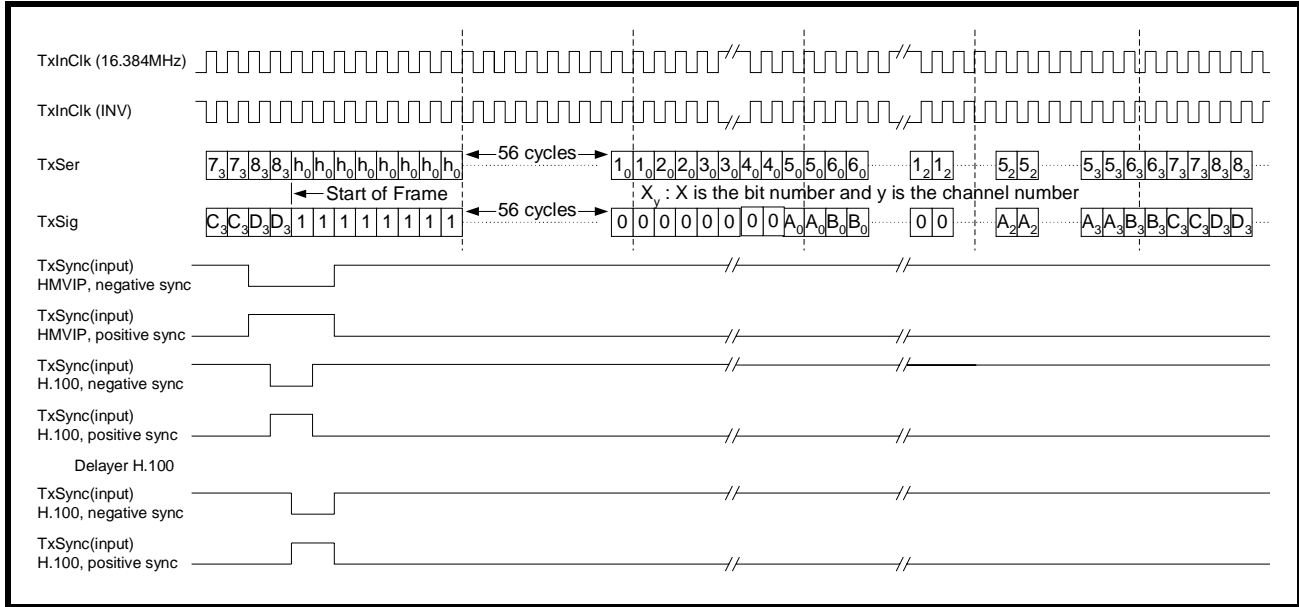 TxInClk (16.384MHz)
TxInClk (INV)
TxSer 7₃ 7₃ 8₃ 8₃ h₀ h₀ h₀ h₀ h₀ h₀ h₀ h₀ 56 cycles 1₀ 1₀ 2₀ 2₀ 3₀ 3₀ 4₀ 4₀ 5₀ 5₀ 6₀ 6₀ 1₂ 1₂ 5₂ 5₂ 5₃ 5₃ 6₃ 6₃ 7₃ 7₃ 8₃ 8₃
Start of Frame X_y : X is the bit number and y is the channel number
TxSig C₃ C₃ D₃ D₃ 1 1 1 1 1 1 1 1 56 cycles 0 0 0 0 0 0 0 0 A₀ A₀ B₀ B₀ 0 0 A₂ A₂ A₃ A₃ B₃ B₃ C₃ C₃ D₃ D₃
TxSync(input)
HMVIP, negative sync
TxSync(input)
HMVIP, positive sync
TxSync(input)
H.100, negative sync
TxSync(input)
H.100, positive sync
Delayer H.100
TxSync(input)
H.100, negative sync
TxSync(input)
H.100, positive sync